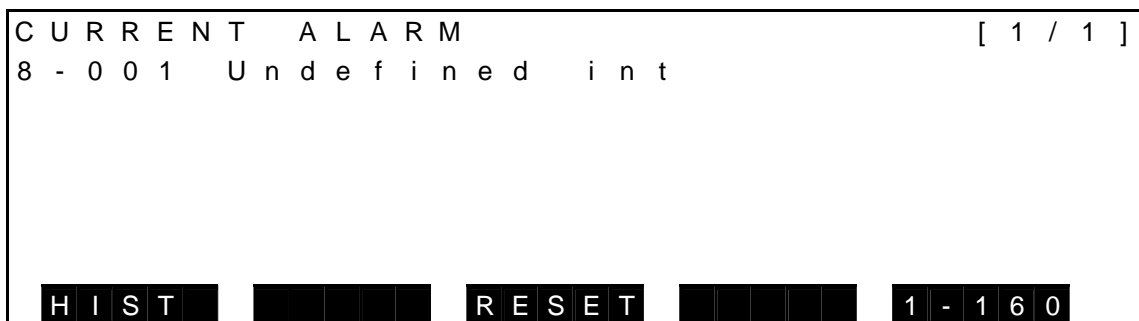 CURRENT ALARM [1/1]
8-001 Undefined int
HIST RESET 1-160